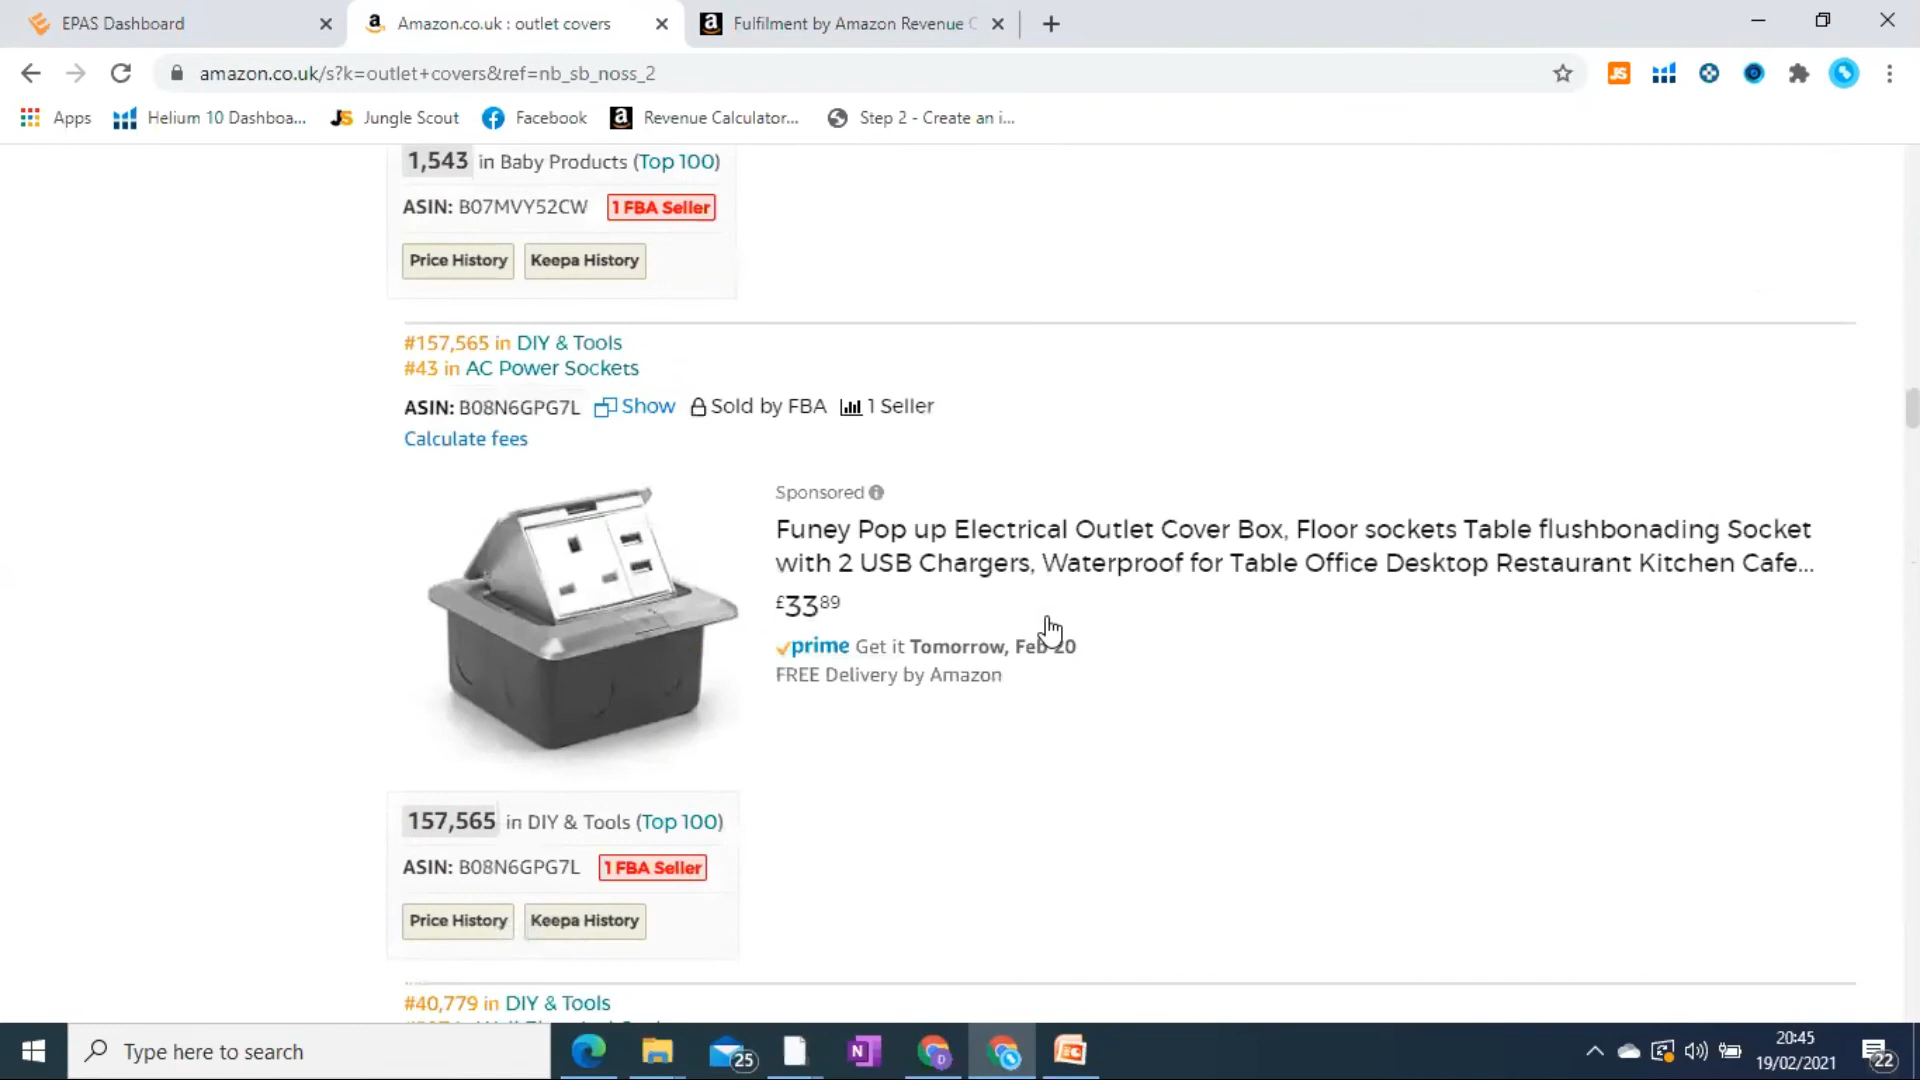 EPAS Dashboard
Amazon.co.uk : outlet covers
Fulfilment by Amazon Revenue C
amazon.co.uk/s?k=outlet+covers&ref=nb_sb_noss_2
Apps
Helium 10 Dashboa...
Jungle Scout
Facebook
Revenue Calculator...
Step 2 - Create an i...
1,543 in Baby Products (Top 100)
ASIN: B07MVY52CW 1 FBA Seller
Price History Keepa History
#157,565 in DIY & Tools
#43 in AC Power Sockets
ASIN: B08N6GPG7L Show Sold by FBA 1 Seller
Calculate fees
Sponsored
Funey Pop up Electrical Outlet Cover Box, Floor sockets Table flushbonading Socket
with 2 USB Chargers, Waterproof for Table Office Desktop Restaurant Kitchen Cafe...
£33.89
prime Get it Tomorrow, Feb 20
FREE Delivery by Amazon
157,565 in DIY & Tools (Top 100)
ASIN: B08N6GPG7L 1 FBA Seller
Price History Keepa History
#40,779 in DIY & Tools
Type here to search
25
20:45
19/02/2021
22